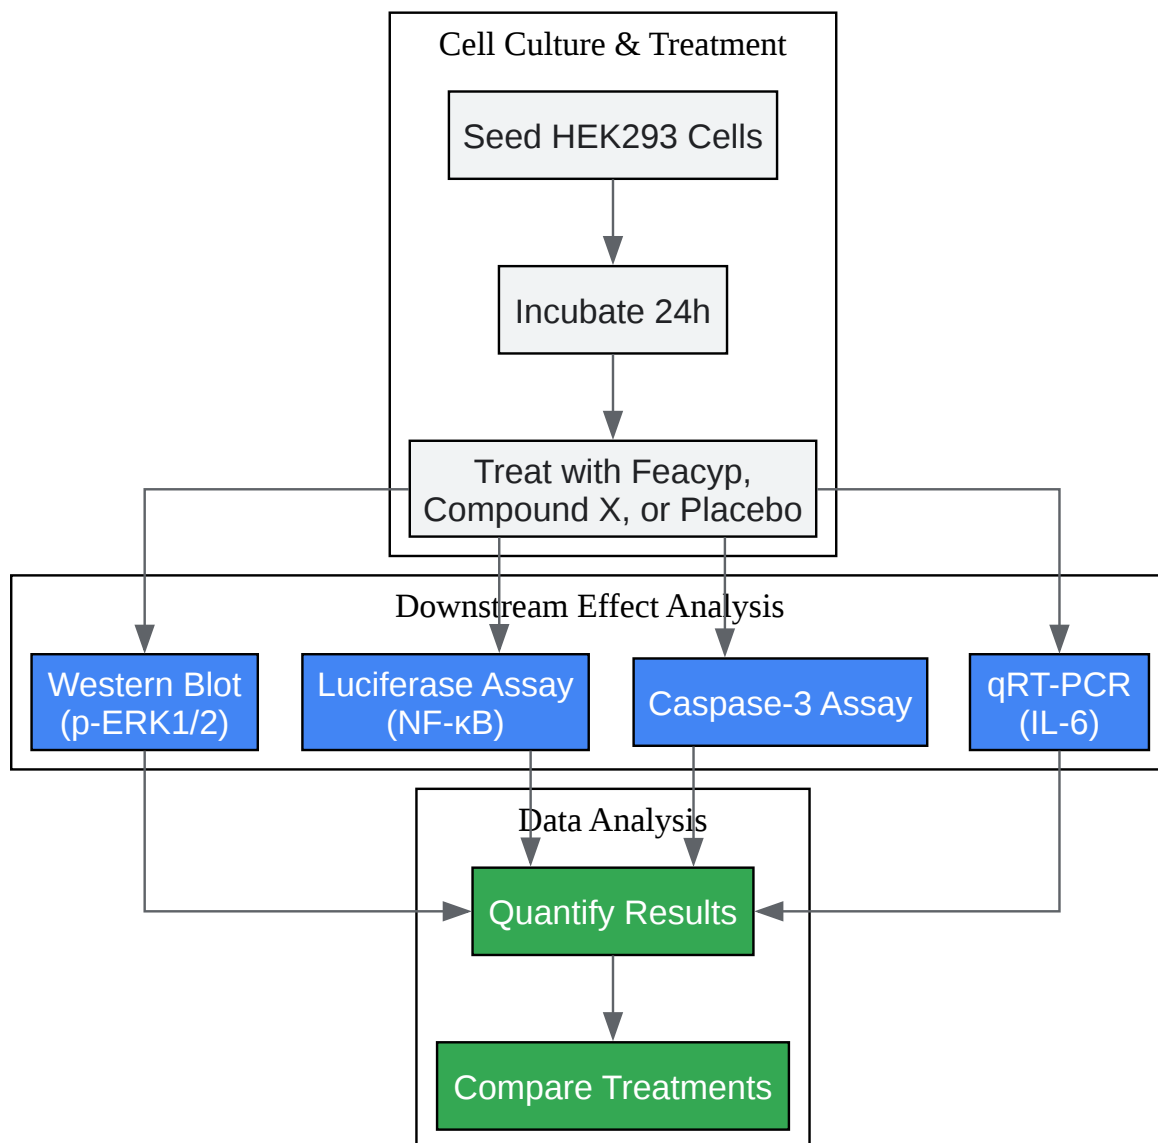 Cell Culture & Treatment
Seed HEK293 Cells
Incubate 24h
Treat with Feacyp,
Compound X, or Placebo
Downstream Effect Analysis
Western Blot
(p-ERK1/2)
Luciferase Assay
(NF-κB)
Caspase-3 Assay
qRT-PCR
(IL-6)
Data Analysis
Quantify Results
Compare Treatments